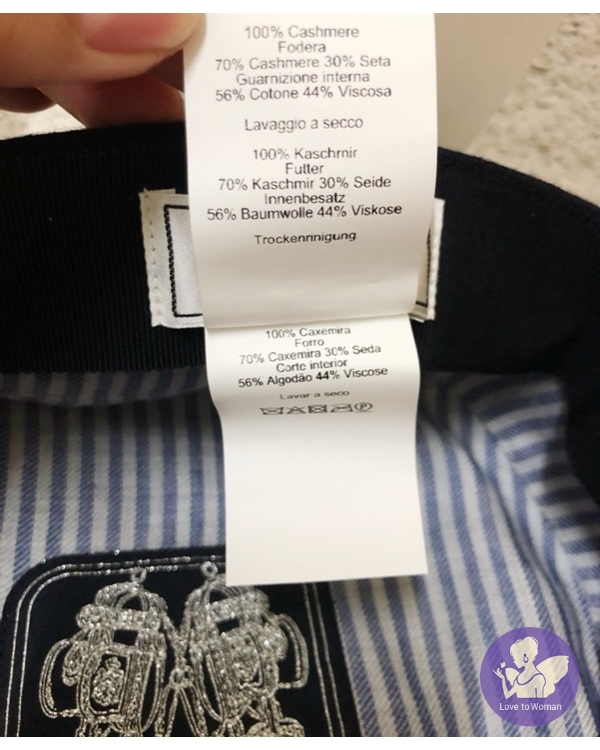 100% Cashmere
Fodera
70% Cashmere 30% Seta
Guarnizione interna
56% Cotone 44% Viscosa
Lavaggio a secco
100% Kaschrnir
Futter
70% Kaschmir 30% Seide
Innenbesatz
56% Baumwolle 44% Viskose
Trockenrinigung
100% Caxemira
Forro
70% Caxemira 30% Seda
Corte interior
56% Algodão 44% Viscose
Lavar a seco
Love to Woman